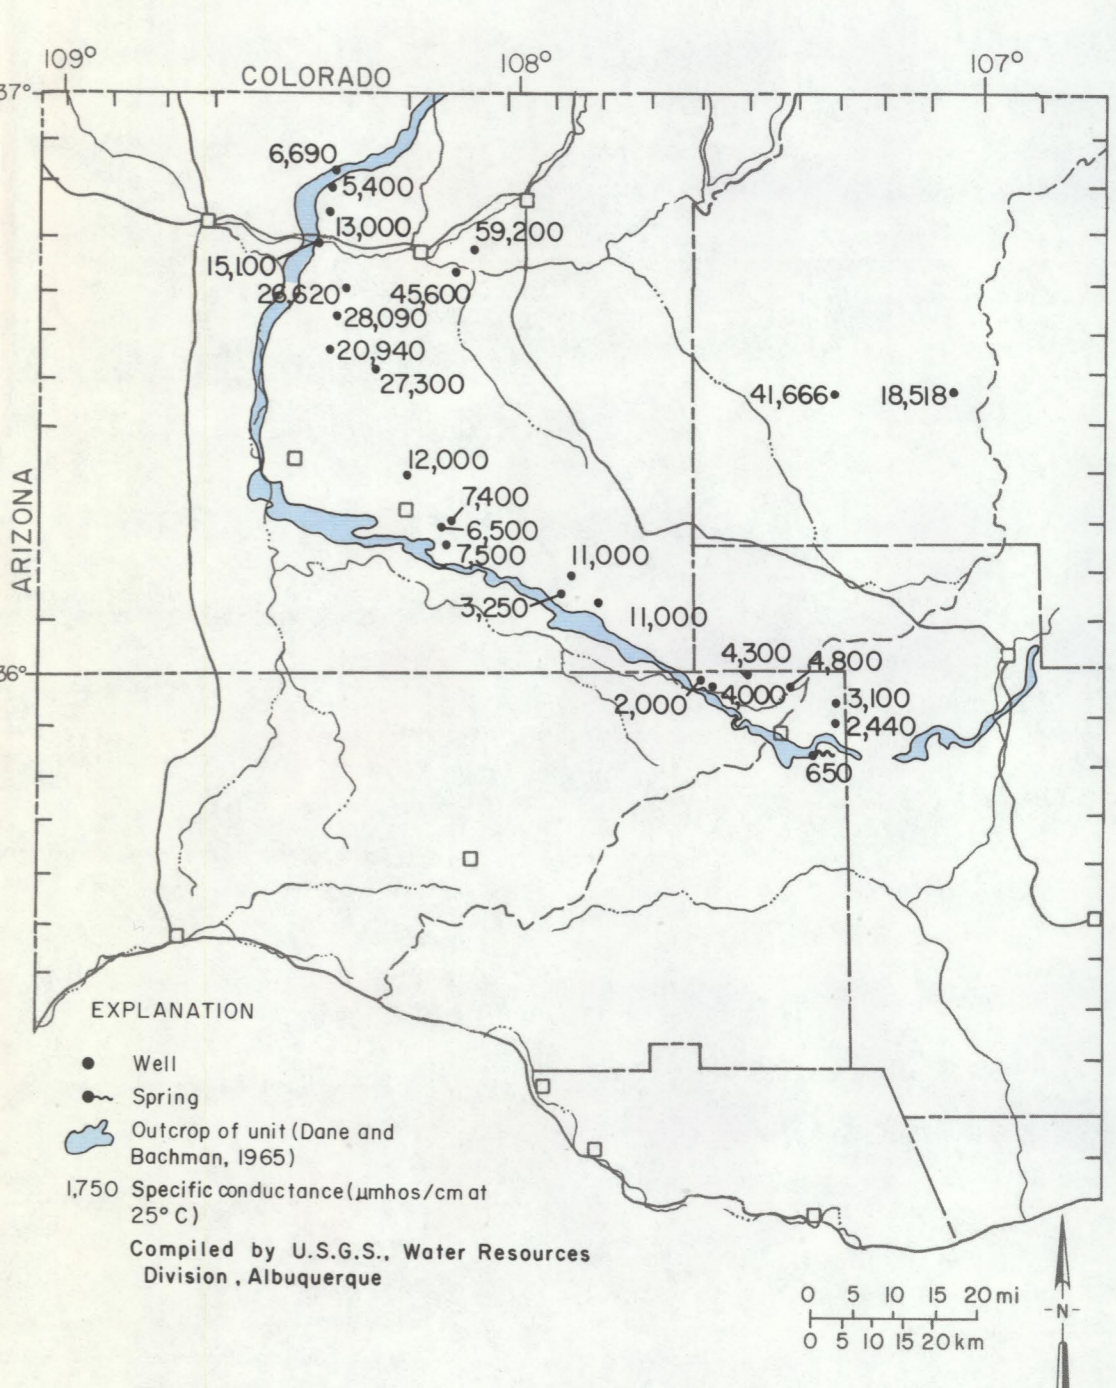 109°
108°
107°
COLORADO
37°
6,690
5,400
13,000
59,200
15,100
26,620
45,600
28,090
20,940
27,300
41,666
18,518
12,000
ARIZONA
7,400
6,500
7,500
11,000
3,250
11,000
36°
4,300
4,800
2,000
4,000
3,100
2,440
650
EXPLANATION
Well
Spring
Outcrop of unit (Dane and
Bachman, 1965)
1,750 Specific conductance (µmhos/cm at
25° C)
Compiled by U.S.G.S., Water Resources
Division, Albuquerque
0 5 10 15 20 mi
0 5 10 15 20 km
-N-